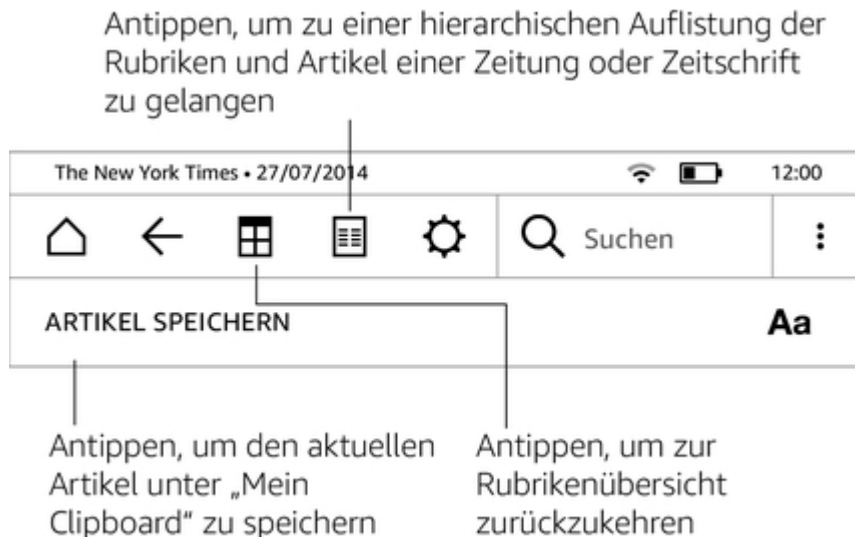 Antippen, um zu einer hierarchischen Auflistung der
Rubriken und Artikel einer Zeitung oder Zeitschrift
zu gelangen
The New York Times • 27/07/2014
12:00
Suchen
ARTIKEL SPEICHERN
Aa
Antippen, um den aktuellen
Artikel unter „Mein
Clipboard“ zu speichern
Antippen, um zur
Rubrikenübersicht
zurückzukehren